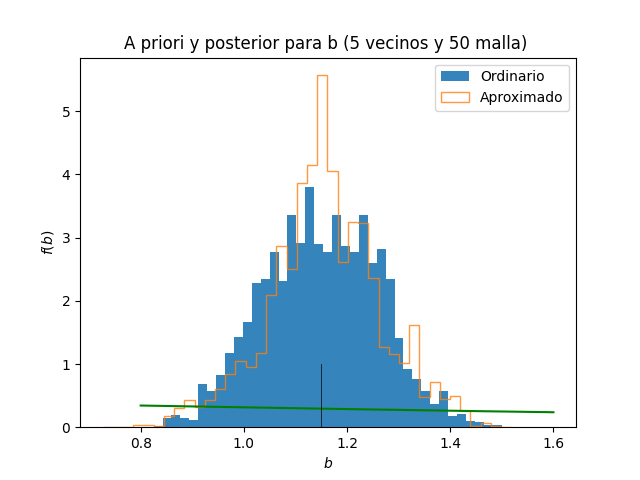 A priori y posterior para b (5 vecinos y 50 malla)
Ordinario
Aproximado
f(b)
5
4
3
2
1
0
0.8 1.0 1.2 1.4 1.6
b